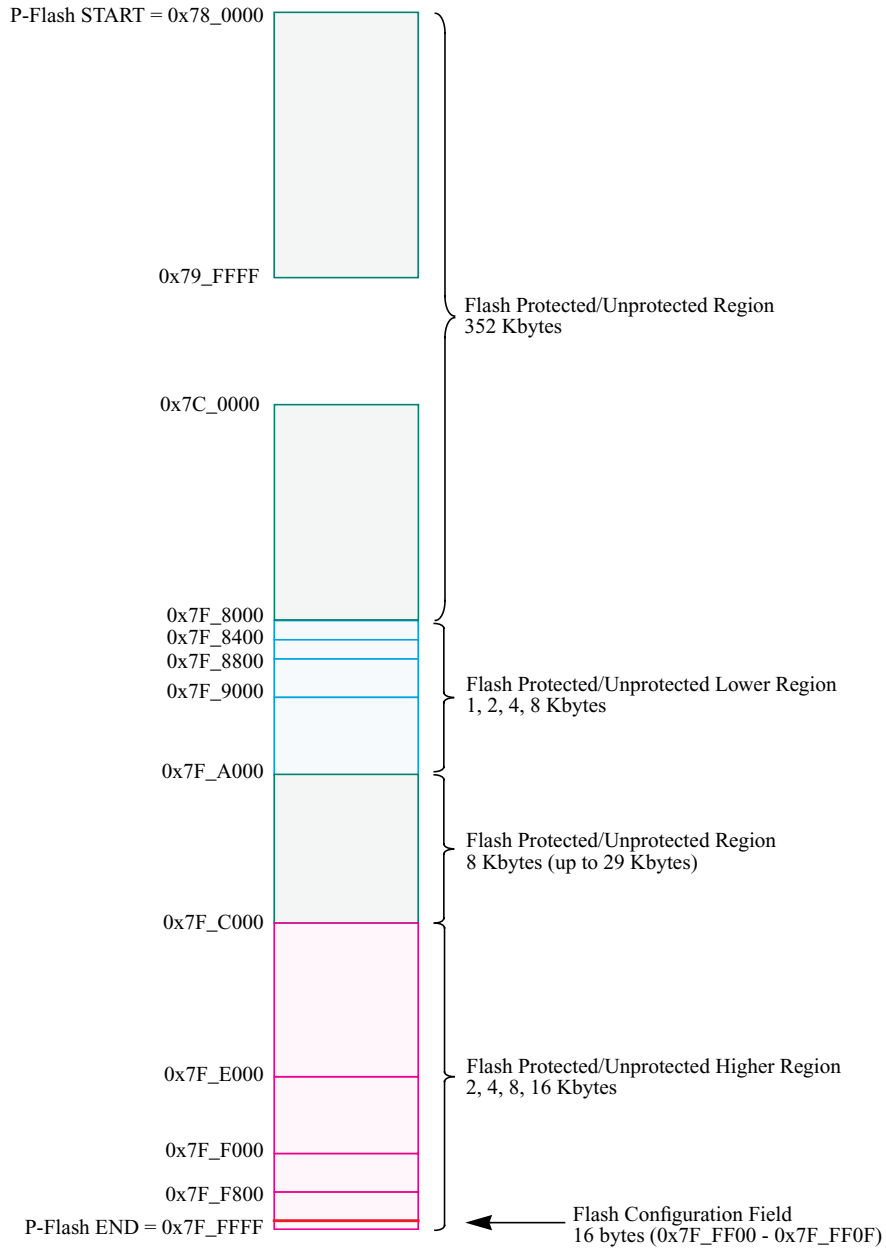 P-Flash START = 0x78_0000
0x79_FFFF
Flash Protected/Unprotected Region
352 Kbytes
0x7C_0000
0x7F_8000
0x7F_8400
0x7F_8800
0x7F_9000
Flash Protected/Unprotected Lower Region
1, 2, 4, 8 Kbytes
0x7F_A000
Flash Protected/Unprotected Region
8 Kbytes (up to 29 Kbytes)
0x7F_C000
0x7F_E000
Flash Protected/Unprotected Higher Region
2, 4, 8, 16 Kbytes
0x7F_F000
0x7F_F800
P-Flash END = 0x7F_FFFF
Flash Configuration Field
16 bytes (0x7F_FF00 - 0x7F_FF0F)